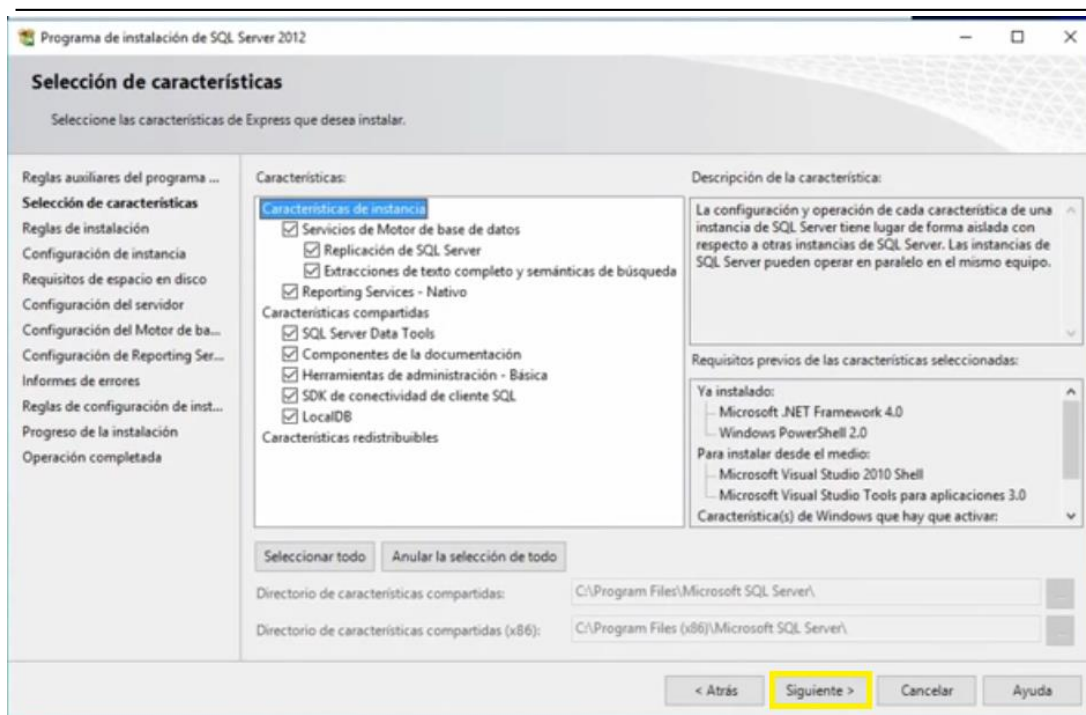 Programa de instalación de SQL Server 2012
Selección de características
Seleccione las características de Express que desea instalar.
Reglas auxiliares del programa ...
Selección de características
Reglas de instalación
Configuración de instancia
Requisitos de espacio en disco
Configuración del servidor
Configuración del Motor de ba...
Configuración de Reporting Ser...
Informes de errores
Reglas de configuración de inst...
Progreso de la instalación
Operación completada
Características:
Características de instancia
Servicios de Motor de base de datos
Replicación de SQL Server
Extracciones de texto completo y semánticas de búsqueda
Reporting Services - Nativo
Características compartidas
SQL Server Data Tools
Componentes de la documentación
Herramientas de administración - Básica
SDK de conectividad de cliente SQL
LocalDB
Características redistribuibles
Descripción de la característica:
La configuración y operación de cada característica de una
instancia de SQL Server tiene lugar de forma aislada con
respecto a otras instancias de SQL Server. Las instancias de
SQL Server pueden operar en paralelo en el mismo equipo.
Requisitos previos de las características seleccionadas:
Ya instalado:
Microsoft .NET Framework 4.0
Windows PowerShell 2.0
Para instalar desde el medio:
Microsoft Visual Studio 2010 Shell
Microsoft Visual Studio Tools para aplicaciones 3.0
Característica(s) de Windows que hay que activar:
Seleccionar todo Anular la selección de todo
Directorio de características compartidas: C:\Program Files\Microsoft SQL Server\ ...
Directorio de características compartidas (x86): C:\Program Files (x86)\Microsoft SQL Server\ ...
< Atrás Siguiente > Cancelar Ayuda